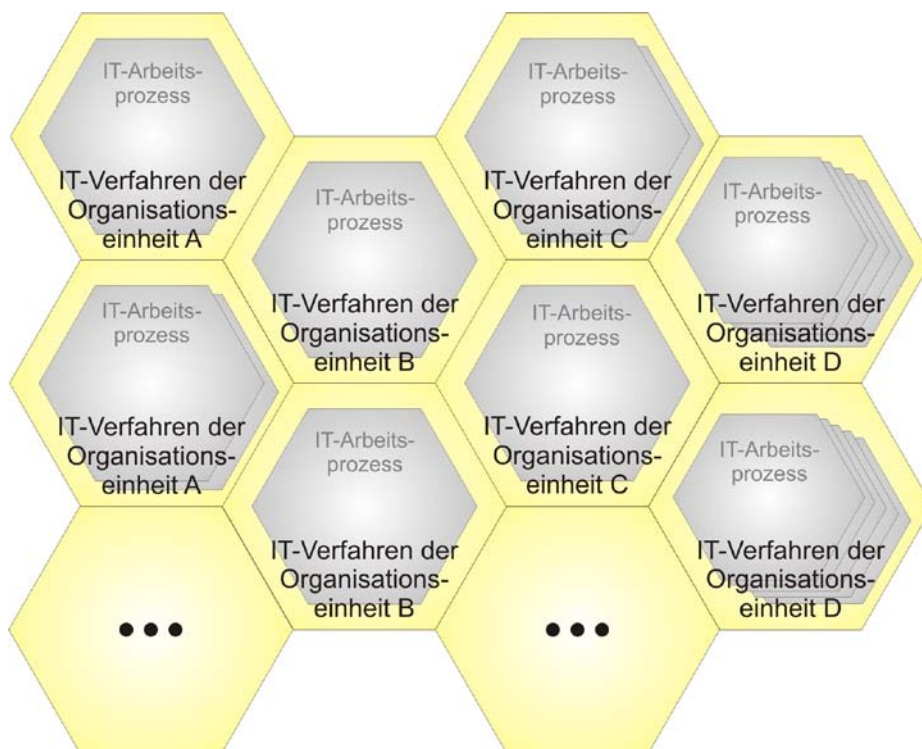 IT-Arbeits-
prozess
IT-Verfahren der
Organisations-
einheit A
IT-Arbeits-
prozess
IT-Verfahren der
Organisations-
einheit C
IT-Arbeits-
prozess
IT-Verfahren der
Organisations-
einheit B
IT-Arbeits-
prozess
IT-Verfahren der
Organisations-
einheit D
IT-Arbeits-
prozess
IT-Verfahren der
Organisations-
einheit A
IT-Arbeits-
prozess
IT-Verfahren der
Organisations-
einheit C
IT-Arbeits-
prozess
IT-Verfahren der
Organisations-
einheit B
IT-Arbeits-
prozess
IT-Verfahren der
Organisations-
einheit D
•••
•••